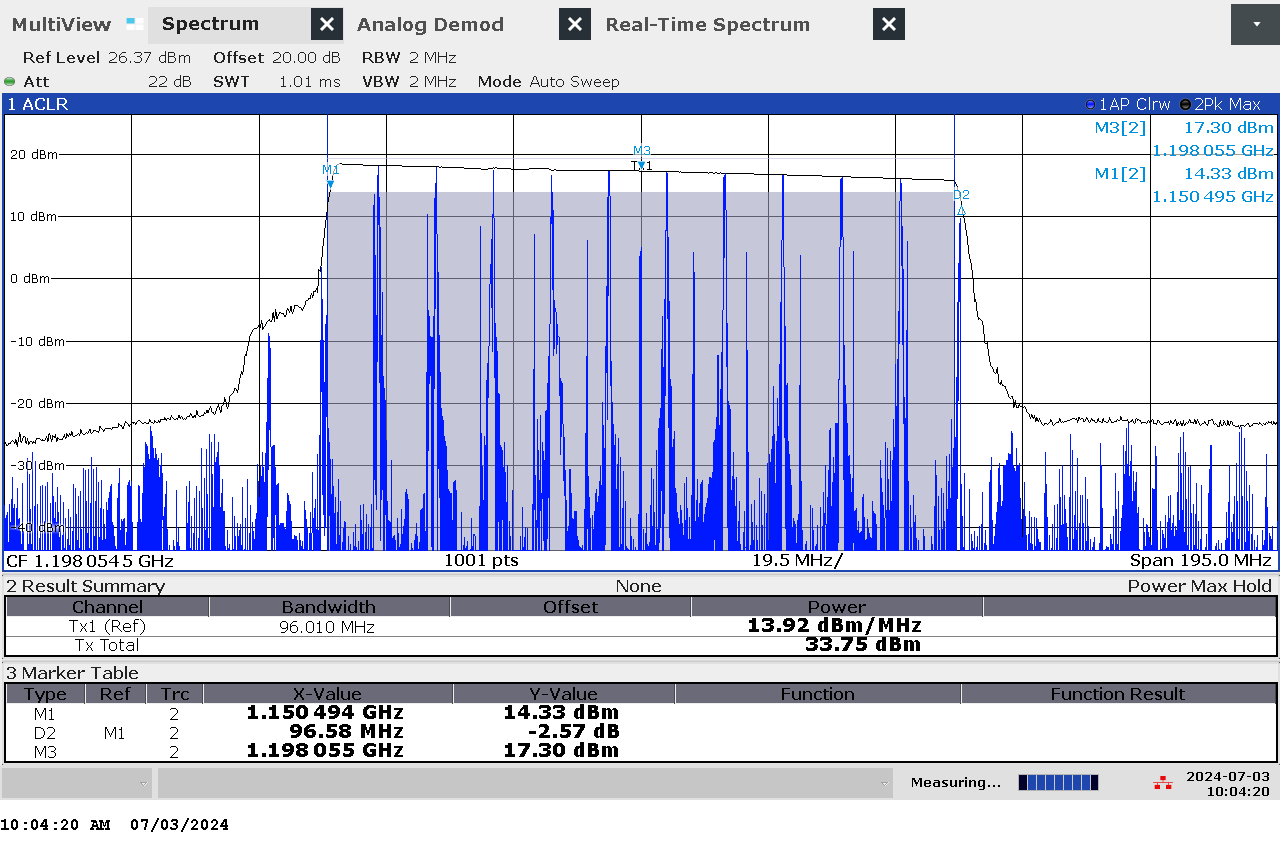 MultiView Spectrum Analog Demod Real-Time Spectrum
Ref Level 26.37 dBm Offset 20.00 dB RBW 2 MHz
Att 22 dB SWT 1.01 ms VBW 2 MHz Mode Auto Sweep
1 ACLR 1AP Clrw 2Pk Max
M3[2] 17.30 dBm
1.198 055 GHz
M1[2] 14.33 dBm
1.150 495 GHz
20 dBm
M3
Tx1
M1
D2
10 dBm
0 dBm
-10 dBm
-20 dBm
-30 dBm
-40 dBm
CF 1.198 054 5 GHz 1001 pts 19.5 MHz/ Span 195.0 MHz
2 Result Summary None Power Max Hold
Channel Bandwidth Offset Power
Tx1 (Ref) 96.010 MHz 13.92 dBm/MHz
Tx Total 33.75 dBm
3 Marker Table
Type Ref Trc X-Value Y-Value Function Function Result
M1 2 1.150 494 GHz 14.33 dBm
D2 M1 2 96.58 MHz -2.57 dB
M3 2 1.198 055 GHz 17.30 dBm
Measuring... 2024-07-03
10:04:20
10:04:20 AM 07/03/2024